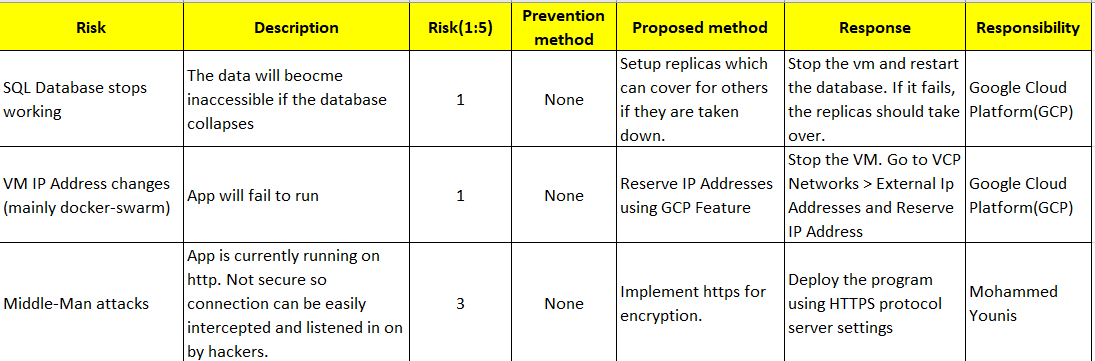 Risk
Description
Risk(1:5)
Prevention
method
Proposed method
Response
Responsibility
SQL Database stops
working
The data will beocme
inaccessible if the database
collapses
1
None
Setup replicas which
can cover for others
if they are taken
down.
Stop the vm and restart
the database. If it fails,
the replicas should take
over.
Google Cloud
Platform(GCP)
VM IP Address changes
(mainly docker-swarm)
App will fail to run
1
None
Reserve IP Addresses
using GCP Feature
Stop the VM. Go to VCP
Networks > External Ip
Addresses and Reserve
IP Address
Google Cloud
Platform(GCP)
Middle-Man attacks
App is currently running on
http. Not secure so
connection can be easily
intercepted and listened in on
by hackers.
3
None
Implement https for
encryption.
Deploy the program
using HTTPS protocol
server settings
Mohammed
Younis